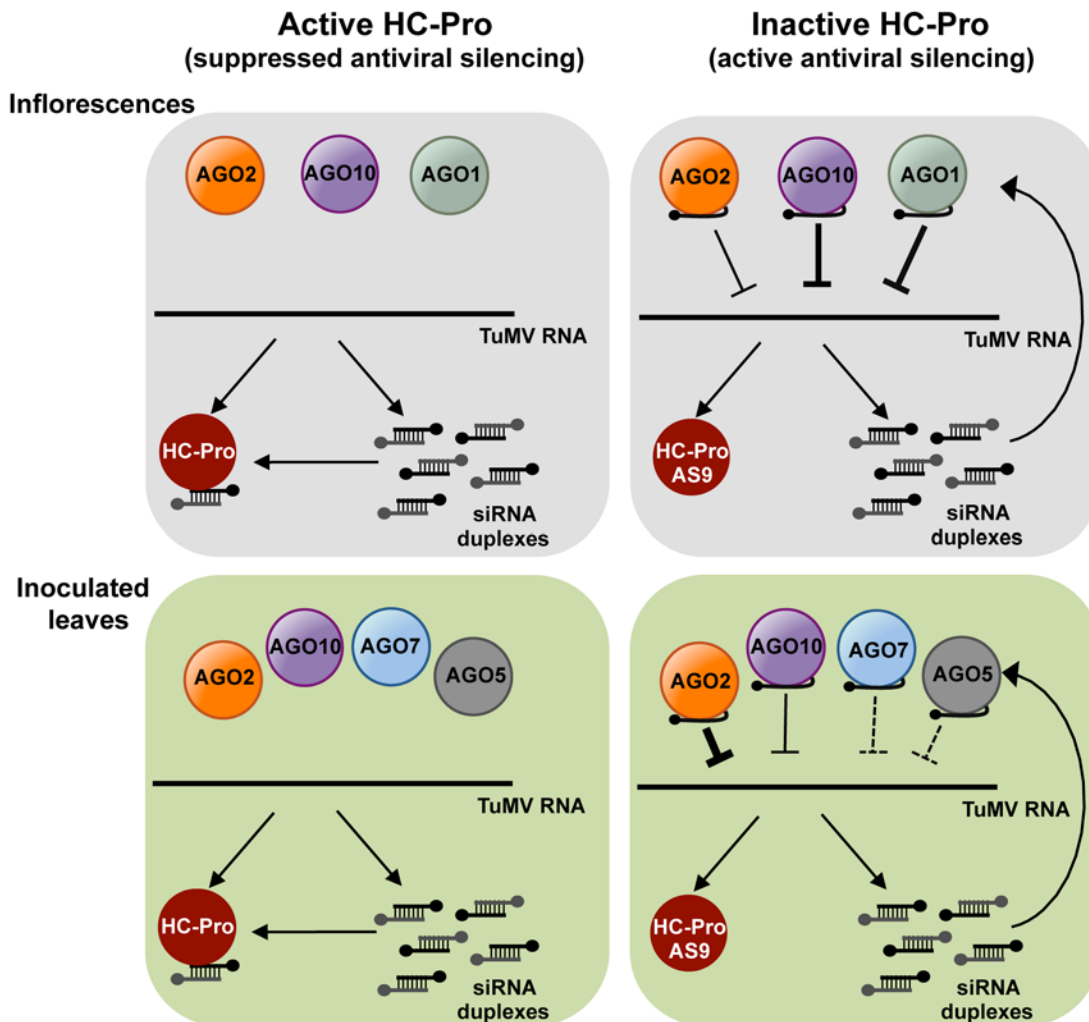 Active HC-Pro
(suppressed antiviral silencing)
Inactive HC-Pro
(active antiviral silencing)
Inflorescences
AGO2
AGO10
AGO1
TuMV RNA
HC-Pro
siRNA
duplexes
AGO2
AGO10
AGO1
TuMV RNA
HC-Pro
AS9
siRNA
duplexes
Inoculated
leaves
AGO2
AGO10
AGO7
AGO5
TuMV RNA
HC-Pro
siRNA
duplexes
AGO2
AGO10
AGO7
AGO5
TuMV RNA
HC-Pro
AS9
siRNA
duplexes